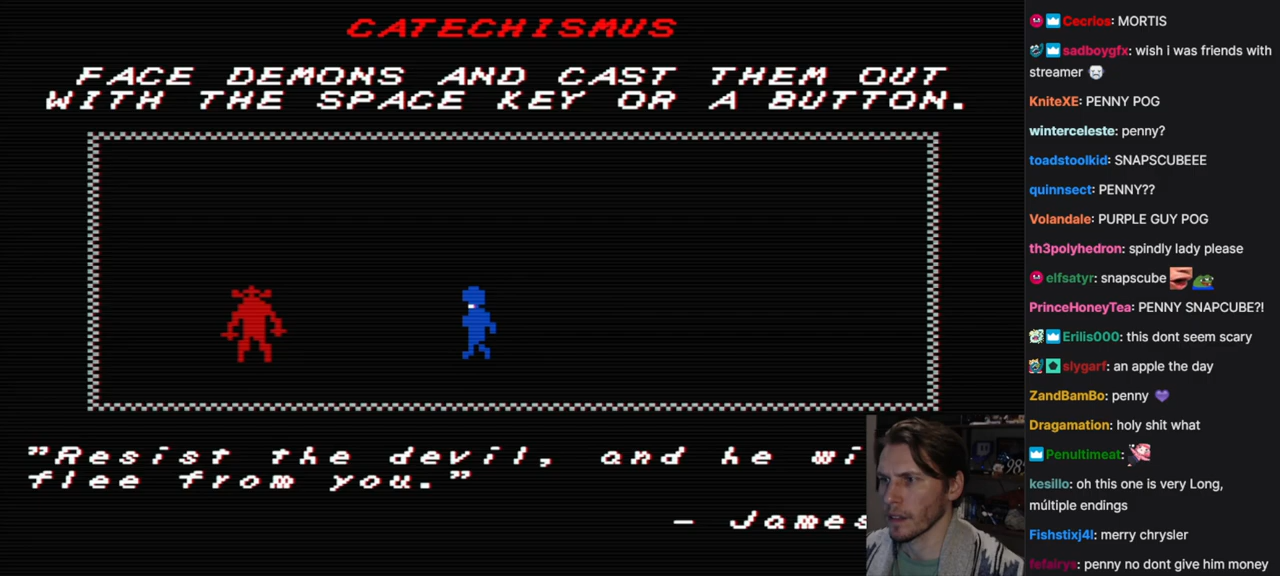 CATECHISMUS
FACE DEMONS AND CAST THEM OUT
WITH THE SPACE KEY OR A BUTTON.
"Resist the devil, and he wi
flee from you."
- James
Cecrios: MORTIS
sadboygfx: wish i was friends with
streamer
KniteXE: PENNY POG
winterceleste: penny?
toadstoolkid: SNAPSCUBEEE
quinnsect: PENNY??
Volandale: PURPLE GUY POG
th3polyhedron: spindly lady please
elfsatyr: snapscube
PrinceHoneyTea: PENNY SNAPCUBE?!
Erilis000: this dont seem scary
slygarf: an apple the day
ZandBamBo: penny
Dragamation: holy shit what
Penultimeat:
kesillo: oh this one is very Long,
múltiple endings
Fishstixj4l: merry chrysler
fefairys: penny no dont give him money